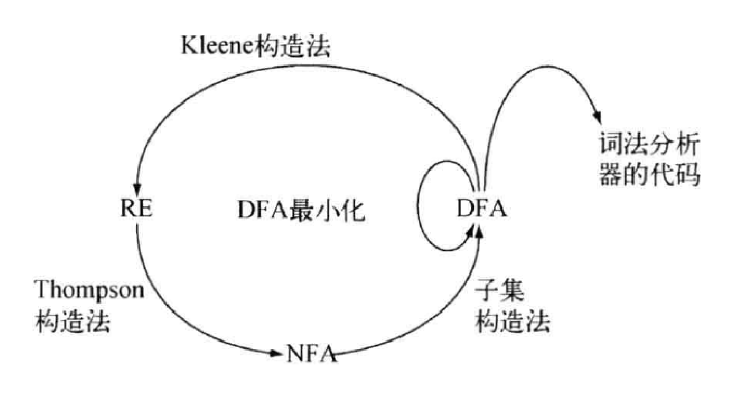 Kleene构造法
词法分析
器的代码
RE
DFA最小化
DFA
Thompson
构造法
子集
构造法
NFA